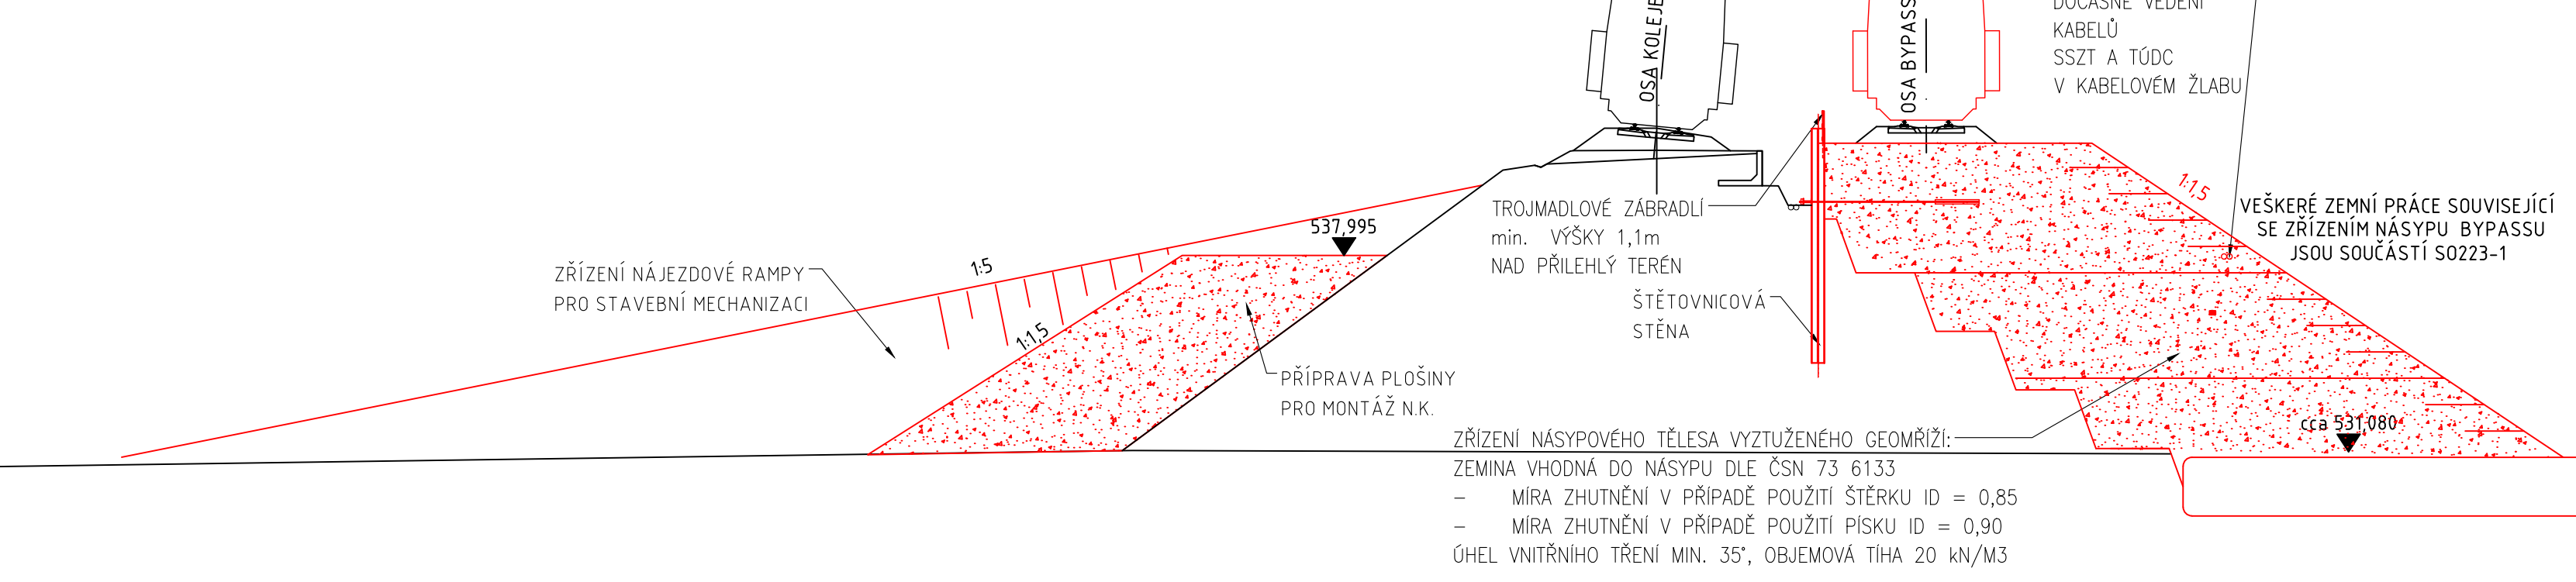 OSA KOLEJE
OSA BYPASS
DOČASNÉ VEDENÍ
KABELŮ
SSZT A TÚDC
V KABELOVÉM ŽLABU
1:1,5
VEŠKERÉ ZEMNÍ PRÁCE SOUVISEJÍCÍ
SE ZŘÍZENÍM NÁSYPU BYPASSU
JSOU SOUČÁSTÍ SO223-1
TROJMADLOVÉ ZÁBRADLÍ
min. VÝŠKY 1,1m
NAD PŘILEHLÝ TERÉN
537,995
ZŘÍZENÍ NÁJEZDOVÉ RAMPY
PRO STAVEBNÍ MECHANIZACI
1:5
1:1,5
ŠTĚTOVNICOVÁ
STĚNA
PŘÍPRAVA PLOŠINY
PRO MONTÁŽ N.K.
cca 531,080
ZŘÍZENÍ NÁSYPOVÉHO TĚLESA VYZTUŽENÉHO GEOMŘÍŽÍ:
ZEMINA VHODNÁ DO NÁSYPU DLE ČSN 73 6133
- MÍRA ZHUTNĚNÍ V PŘÍPADĚ POUŽITÍ ŠTĚRKU ID = 0,85
- MÍRA ZHUTNĚNÍ V PŘÍPADĚ POUŽITÍ PÍSKU ID = 0,90
ÚHEL VNITŘNÍHO TŘENÍ MIN. 35°, OBJEMOVÁ TÍHA 20 kN/M3